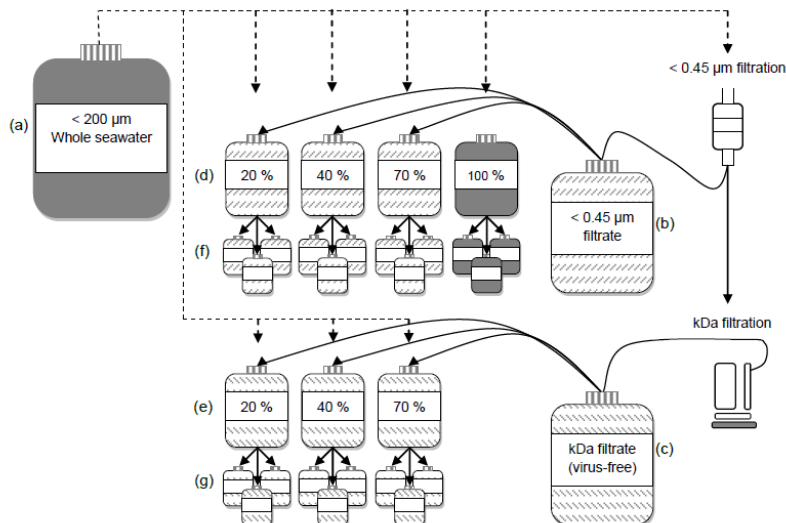 < 0.45 µm filtration
(a)
< 200 µm
Whole seawater
(d)
20 %
40 %
70 %
100 %
< 0.45 µm
filtrate
(b)
(f)
kDa filtration
(e)
20 %
40 %
70 %
kDa filtrate
(virus-free)
(c)
(g)